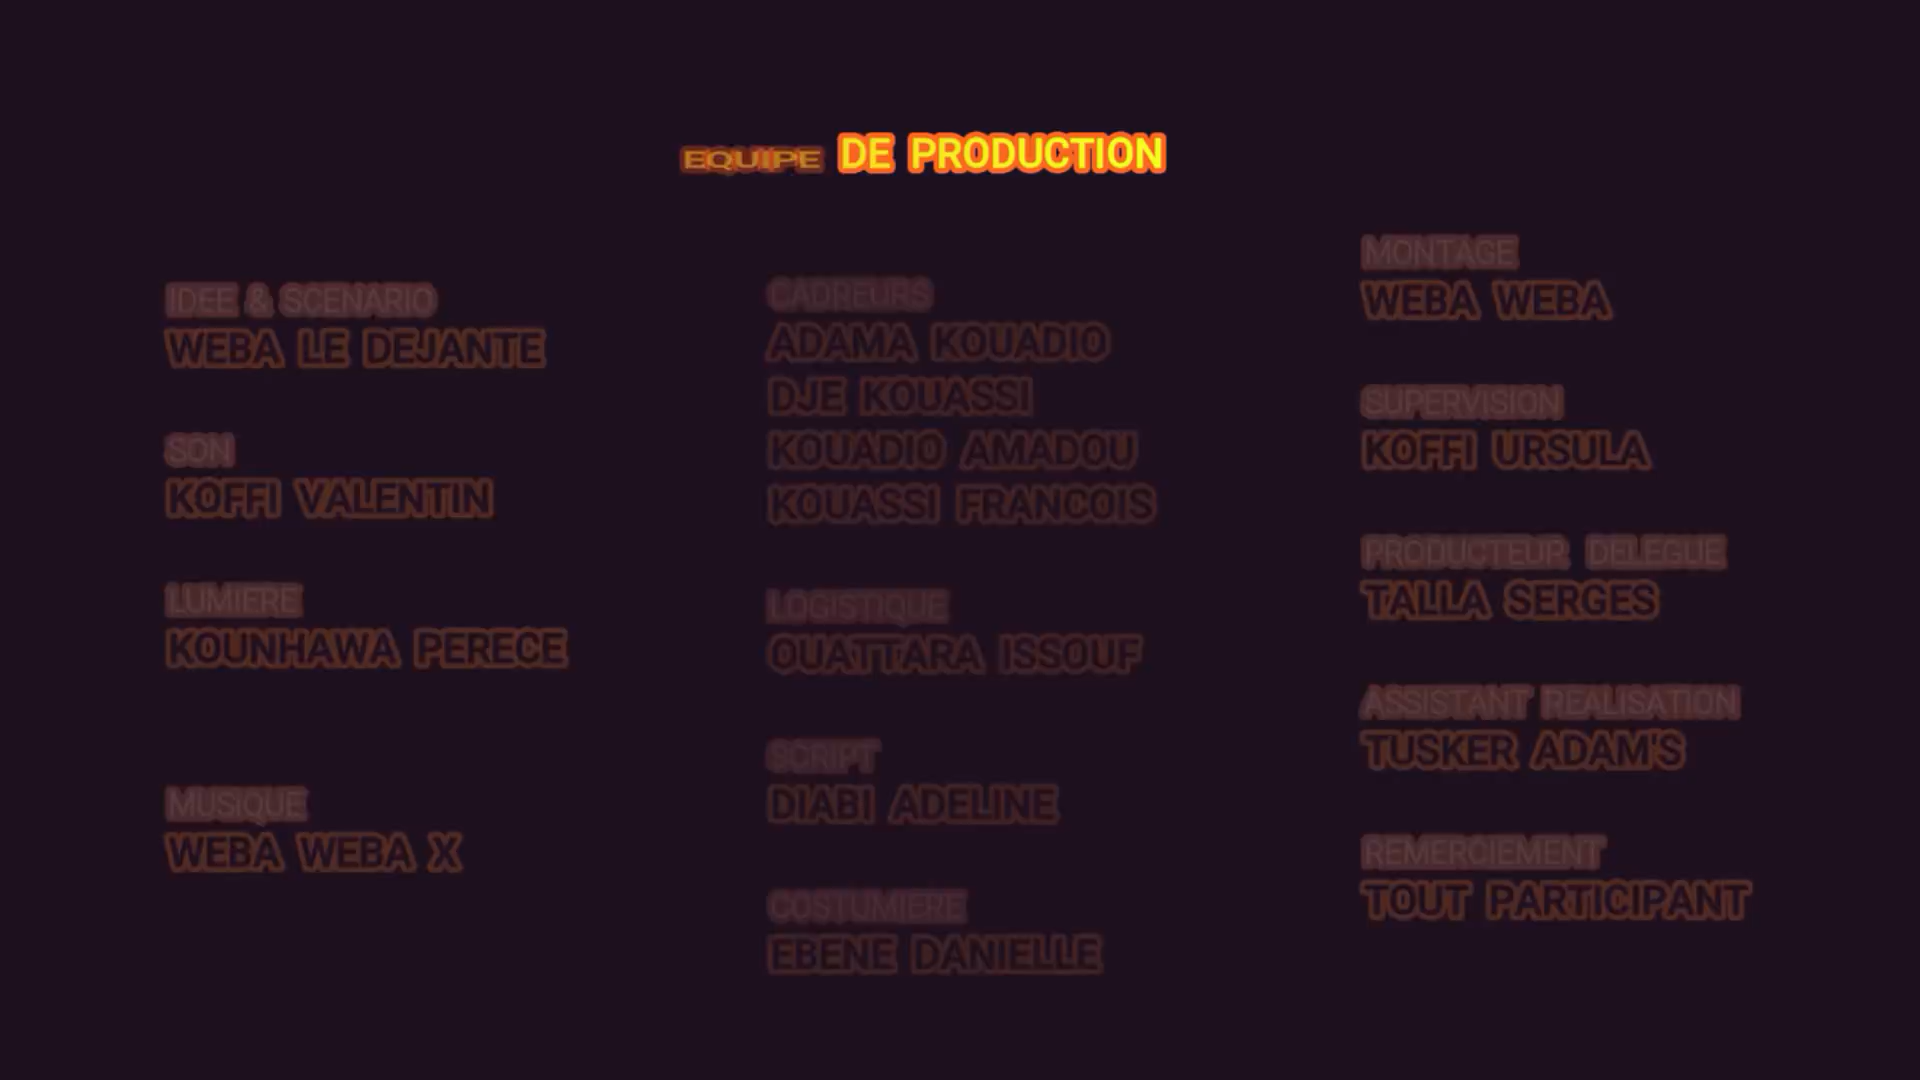 EQUIPE DE PRODUCTION
IDEE & SCENARIO
WEBA LE DEJANTE
SON
KOFFI VALENTIN
LUMIERE
KOUNHAWA PERECE
MUSIQUE
WEBA WEBA X
CADREURS
ADAMA KOUADIO
DJE KOUASSI
KOUADIO AMADOU
KOUASSI FRANCOIS
LOGISTIQUE
OUATTARA ISSOUF
SCRIPT
DIABI ADELINE
COSTUMIERE
EBENE DANIELLE
MONTAGE
WEBA WEBA
SUPERVISION
KOFFI URSULA
PRODUCTEUR DELEGUE
TALLA SERGES
ASSISTANT REALISATION
TUSKER ADAM'S
REMERCIEMENT
TOUT PARTICIPANT